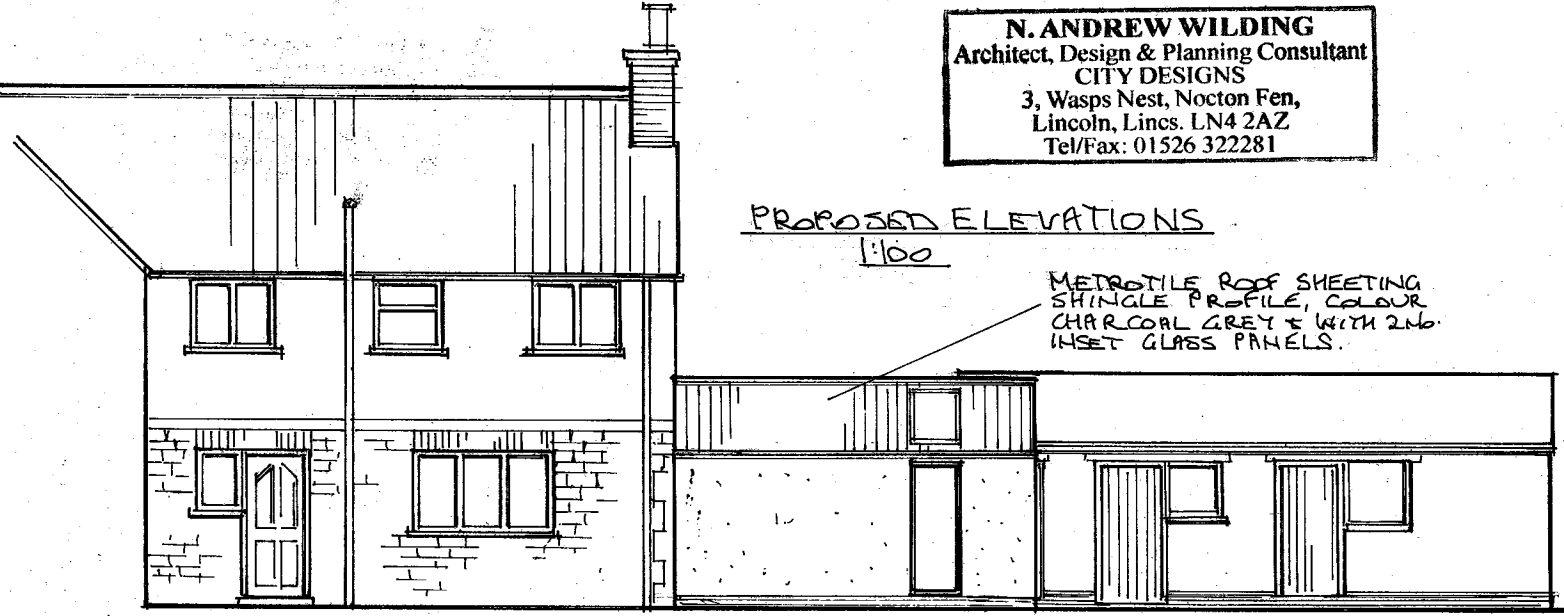 N. ANDREW WILDING
Architect, Design & Planning Consultant
CITY DESIGNS
3, Wasps Nest, Nocton Fen,
Lincoln, Lincs. LN4 2AZ
Tel/Fax: 01526 322281
PROPOSED ELEVATIONS
1:100
METROTILE ROOF SHEETING
SHINGLE PROFILE, COLOUR
CHARCOAL GREY & WITH 2No.
INSET GLASS PANELS.